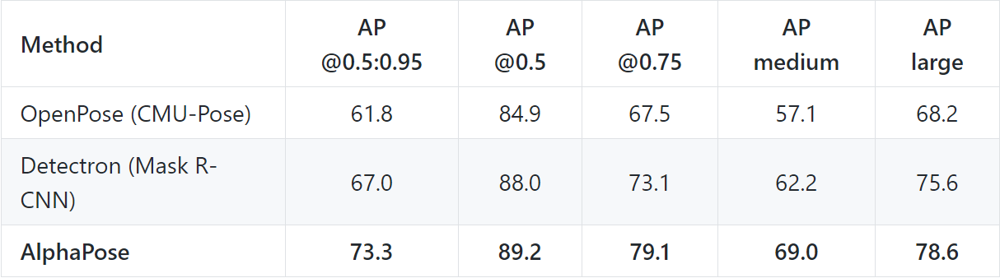 Method AP @0.5:0.95 AP @0.5 AP @0.75 AP medium AP large
OpenPose (CMU-Pose) 61.8 84.9 67.5 57.1 68.2
Detectron (Mask R-CNN) 67.0 88.0 73.1 62.2 75.6
AlphaPose 73.3 89.2 79.1 69.0 78.6